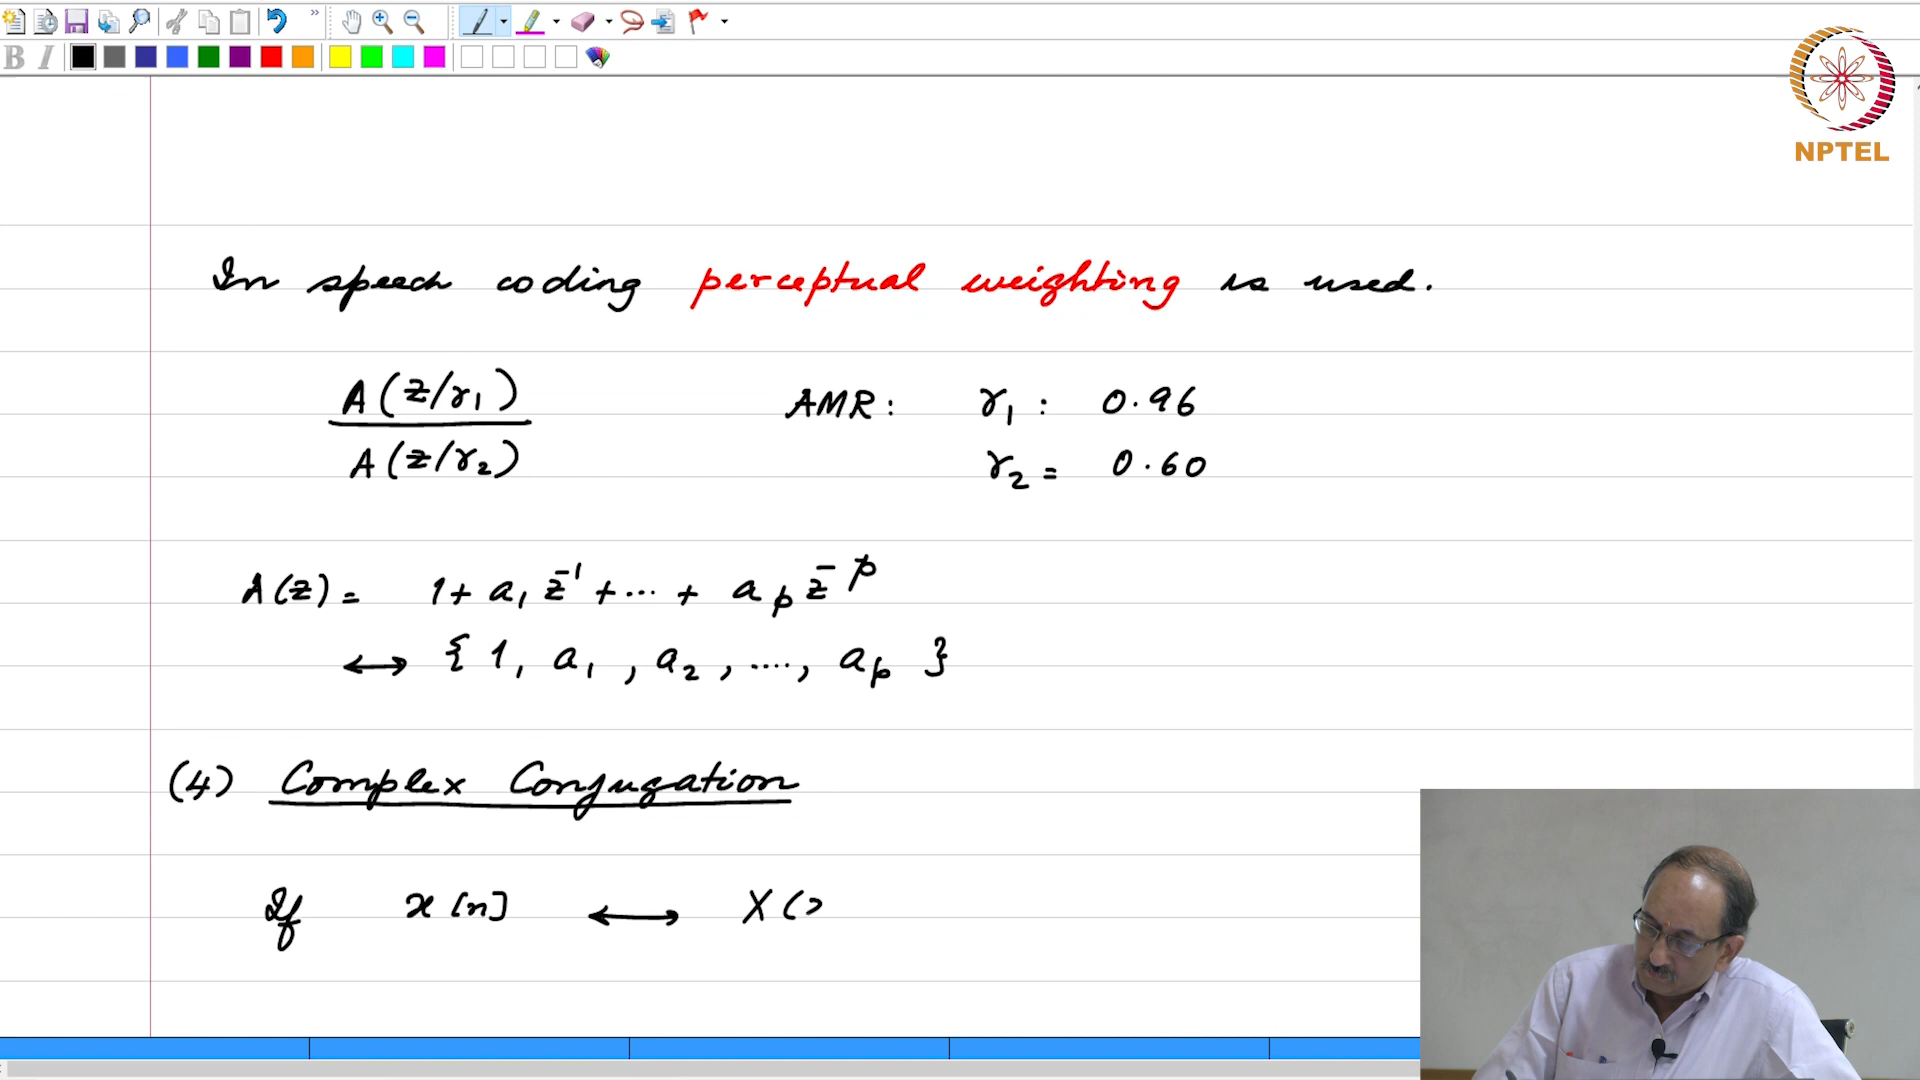 NPTEL
In speech coding perceptual weighting is used.
A(z/γ₁) / A(z/γ₂)
AMR: γ₁ : 0.96
γ₂ = 0.60
A(z) = 1 + a₁ z⁻¹ + ... + aₚ z⁻ᵖ
↔ { 1, a₁, a₂, ...., aₚ }
(4) Complex Conjugation
If x[n] ↔ X(